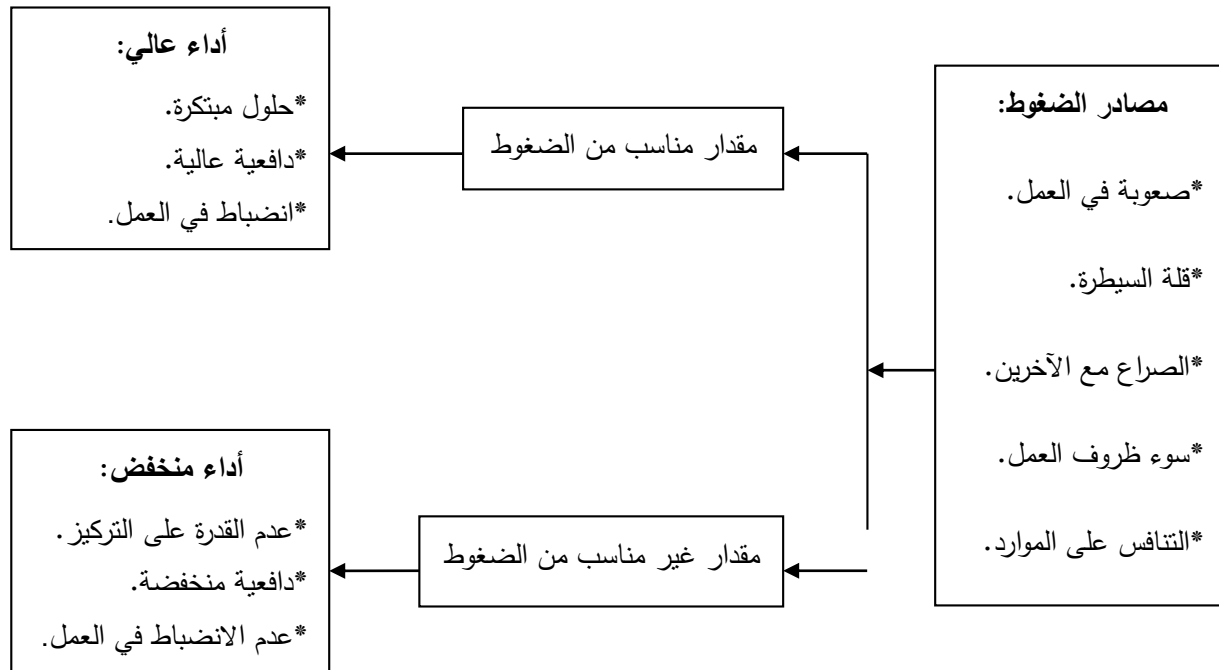 مصادر الضغوط:
*صعوبة في العمل.
*قلة السيطرة.
*الصراع مع الآخرين.
*سوء ظروف العمل.
*التنافس على الموارد.
مقدار مناسب من الضغوط
أداء عالي:
*حلول مبتكرة.
*دافعية عالية.
*انضباط في العمل.
مقدار غير مناسب من الضغوط
أداء منخفض:
*عدم القدرة على التركيز.
*دافعية منخفضة.
*عدم الانضباط في العمل.